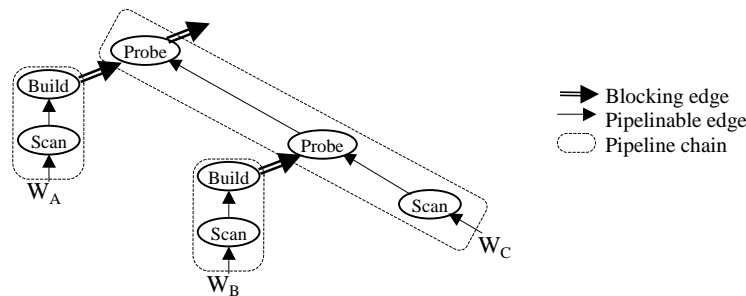 Probe
Build
Scan
W_A
Probe
Build
Scan
Scan
W_B
W_C
Blocking edge
Pipelinable edge
Pipeline chain